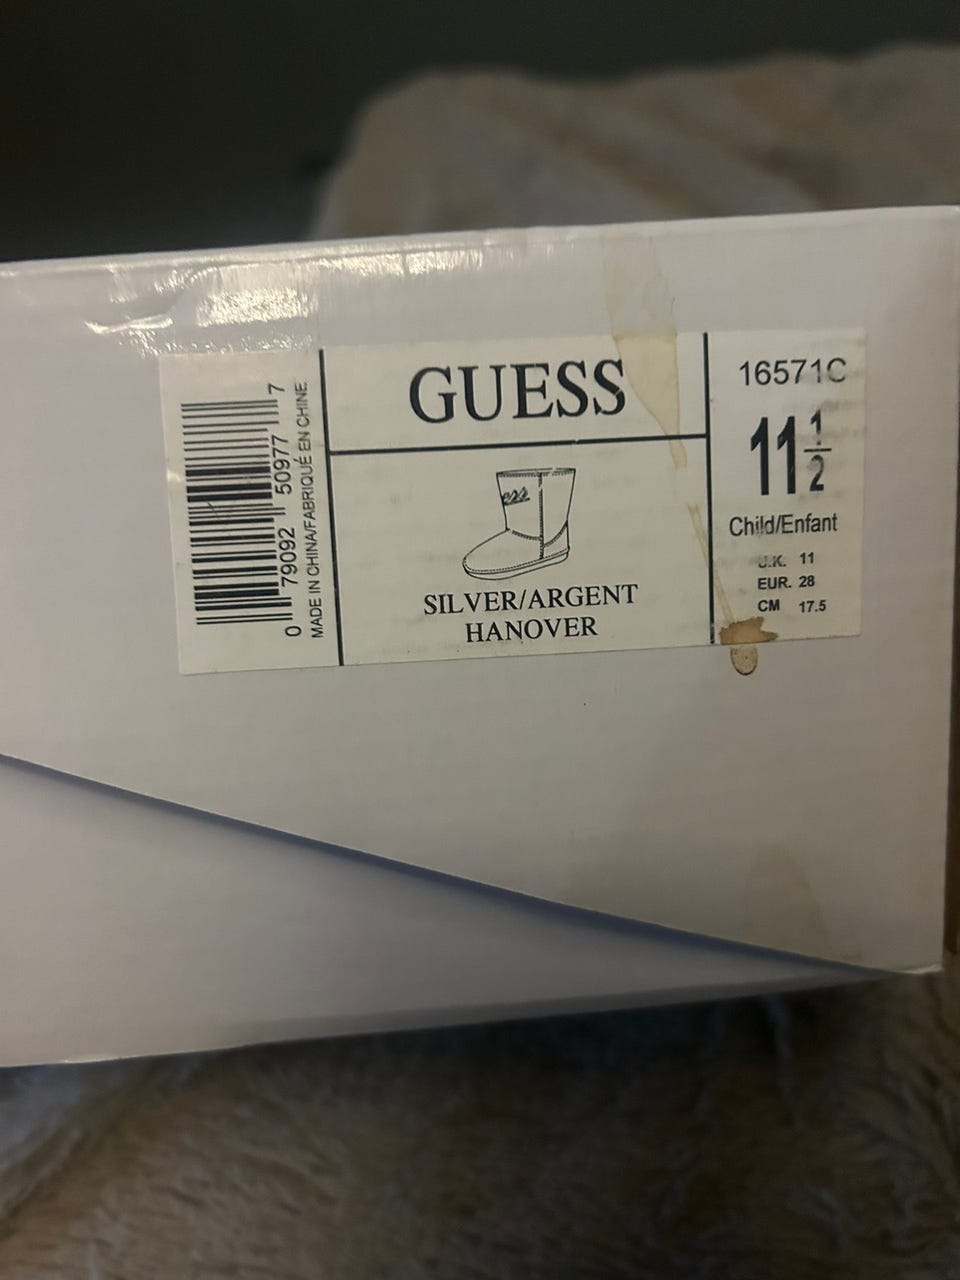 0 79092 50977 7
MADE IN CHINA/FABRIQUÉ EN CHINE
GUESS
ess
SILVER/ARGENT
HANOVER
16571C
11 1/2
Child/Enfant
U.K. 11
EUR. 28
CM 17.5